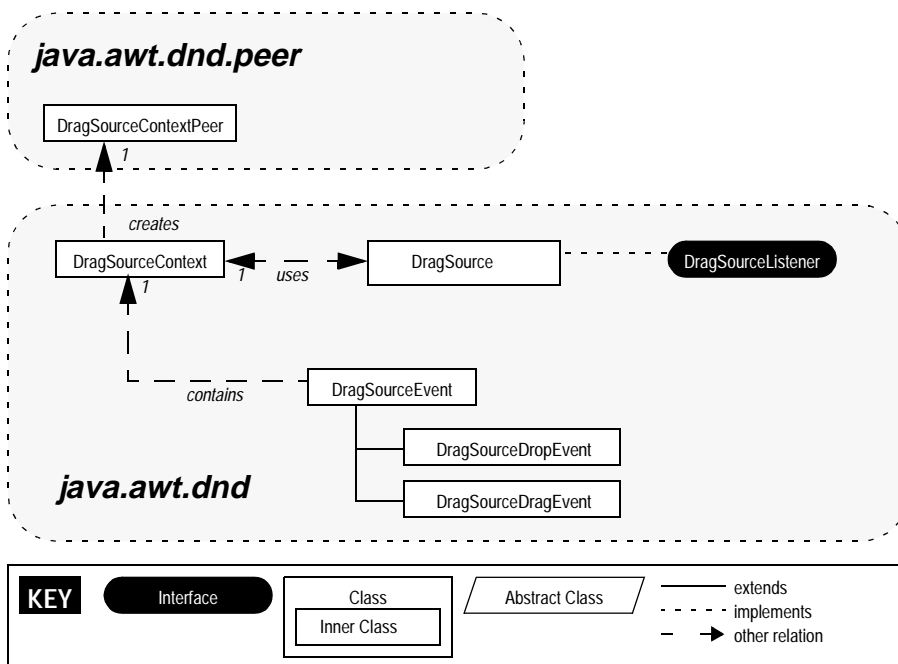 java.awt.dnd.peer
DragSourceContextPeer
1
creates
DragSourceContext
1
1
uses
DragSource
DragSourceListener
contains
DragSourceEvent
DragSourceDropEvent
DragSourceDragEvent
java.awt.dnd
KEY
Interface
Class
Inner Class
Abstract Class
extends
implements
other relation